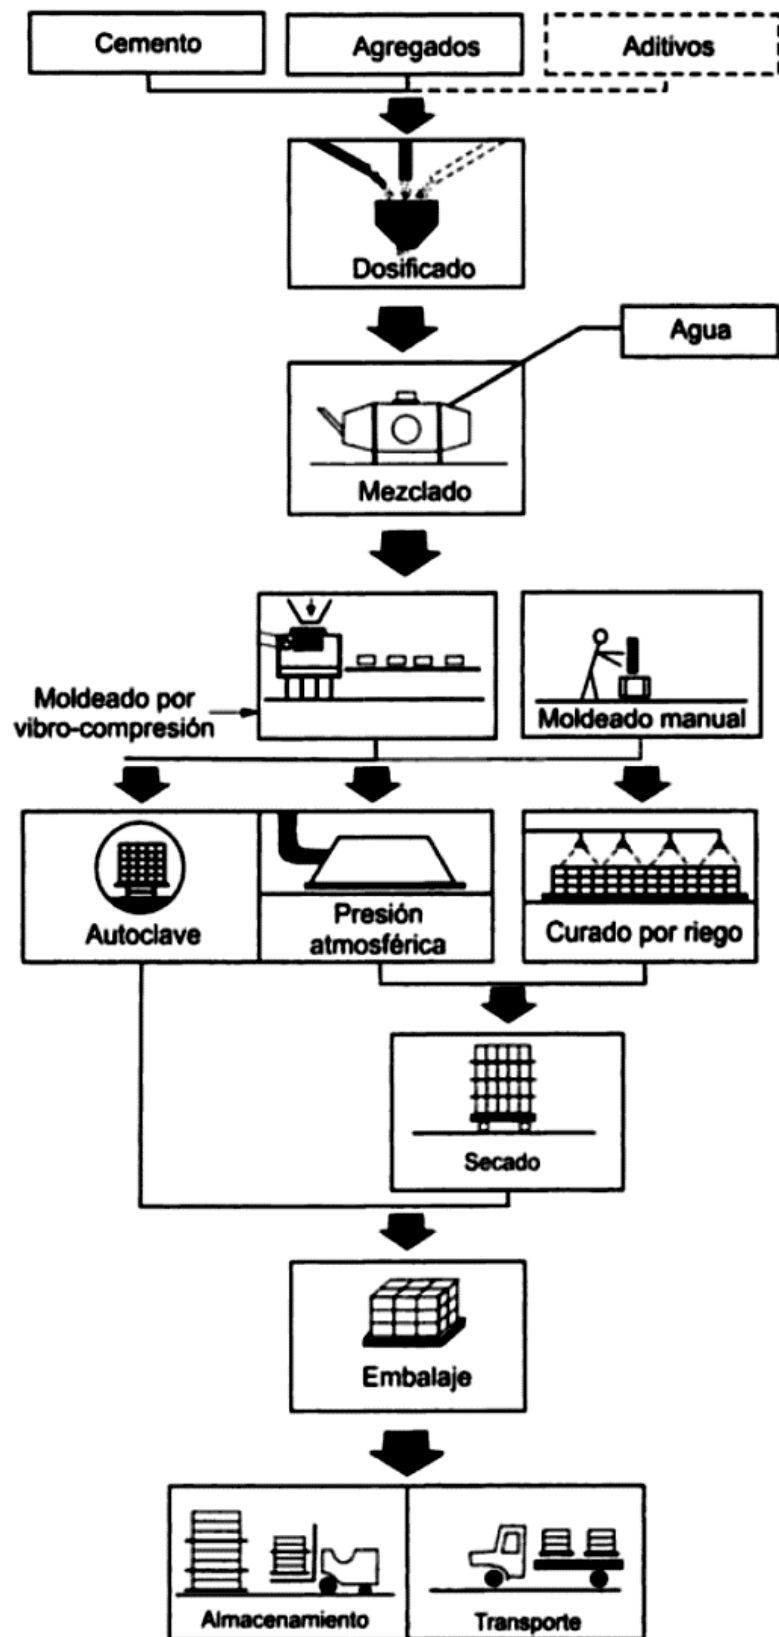 Cemento
Agregados
Aditivos
Dosificado
Agua
Mezclado
Moldeado por
vibro-compresión
Moldeado manual
Autoclave
Presión
atmosférica
Curado por riego
Secado
Embalaje
Almacenamiento
Transporte